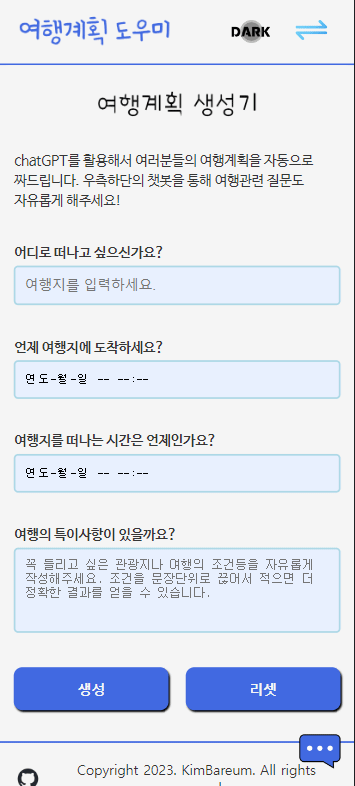 여행계획 도우미
DARK
여행계획 생성기
chatGPT를 활용해서 여러분들의 여행계획을 자동으로
짜드립니다. 우측하단의 챗봇을 통해 여행관련 질문도
자유롭게 해주세요!
어디로 떠나고 싶으신가요?
여행지를 입력하세요.
언제 여행지에 도착하세요?
연도-월-일 -- --:--
여행지를 떠나는 시간은 언제인가요?
연도-월-일 -- --:--
여행의 특이사항이 있을까요?
꼭 들리고 싶은 관광지나 여행의 조건등을 자유롭게
작성해주세요. 조건을 문장단위로 끊어서 적으면 더
정확한 결과를 얻을 수 있습니다.
생성 리셋
Copyright 2023. KimBareum. All rights